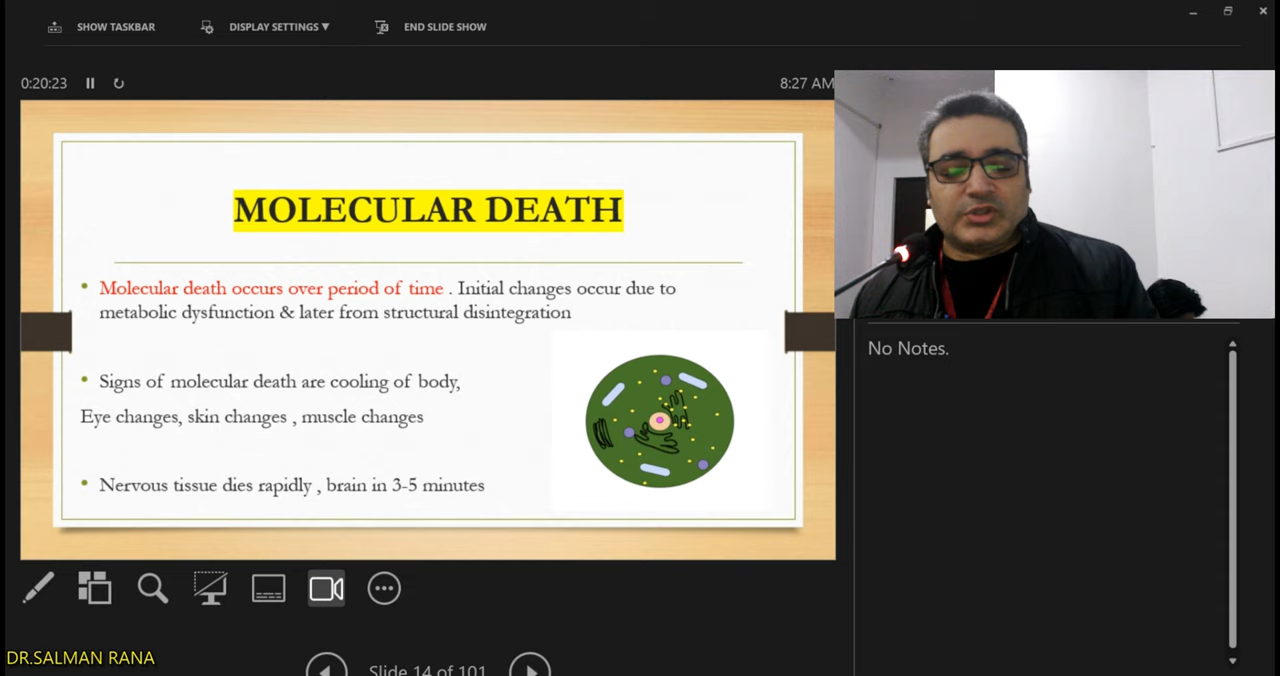 SHOW TASKBAR
DISPLAY SETTINGS ▼
END SLIDE SHOW
0:20:23
8:27 AM
MOLECULAR DEATH
• Molecular death occurs over period of time . Initial changes occur due to
metabolic dysfunction & later from structural disintegration
• Signs of molecular death are cooling of body,
Eye changes, skin changes , muscle changes
• Nervous tissue dies rapidly , brain in 3-5 minutes
No Notes.
DR.SALMAN RANA
Slide 14 of 101